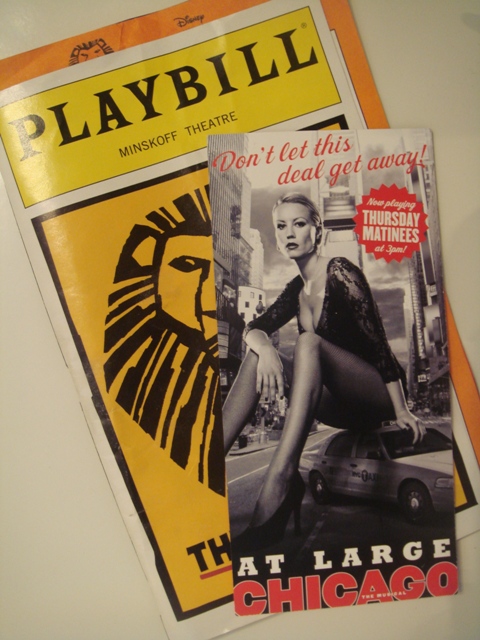 Disney
PLAYBILL®
MINSKOFF THEATRE
TH
Don't let this
deal get away!
Now playing
THURSDAY
MATINEES
at 3pm!
AT LARGE
CHICAGO
THE MUSICAL